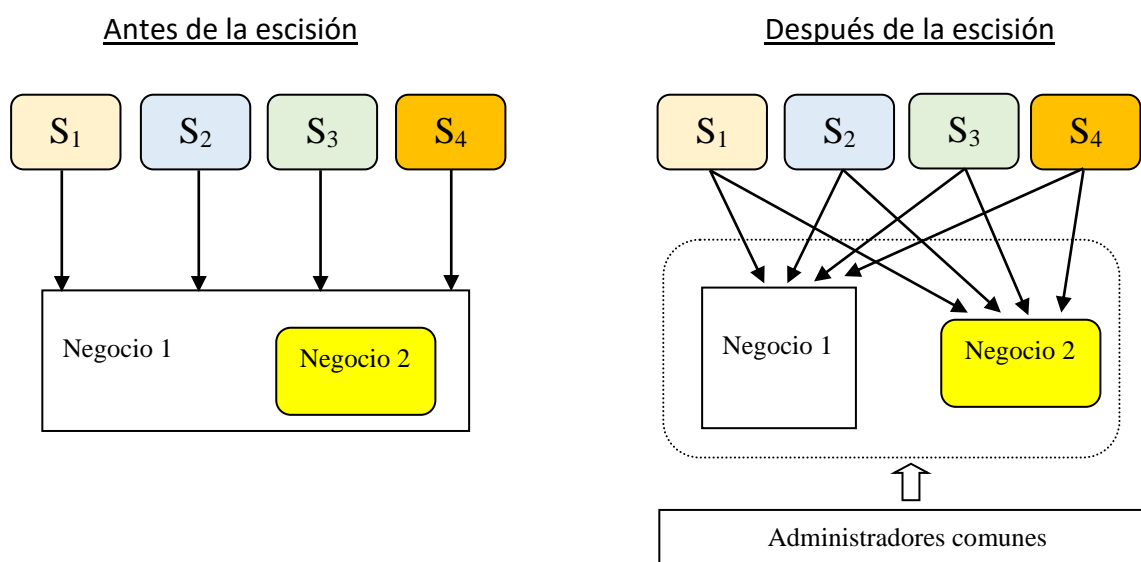 Antes de la escisión
Después de la escisión
S₁ S₂ S₃ S₄
S₁ S₂ S₃ S₄
Negocio 1
Negocio 2
Negocio 1
Negocio 2
Administradores comunes